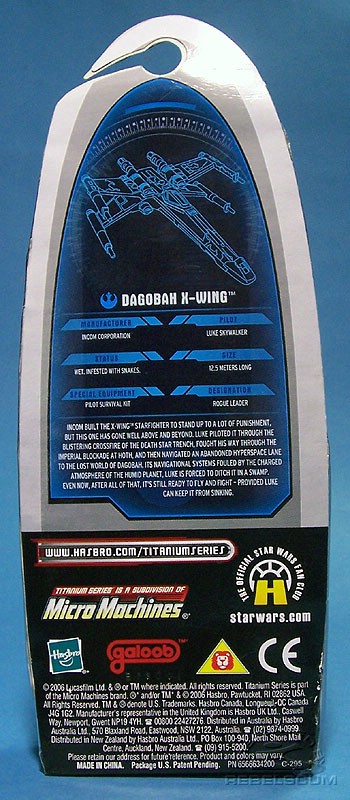 DAGOBAH X-WING™
MANUFACTURER PILOT
INCOM CORPORATION LUKE SKYWALKER
STATUS SIZE
WET, INFESTED WITH SNAKES. 12.5 METERS LONG
SPECIAL EQUIPMENT DESIGNATION
PILOT SURVIVAL KIT ROGUE LEADER
INCOM BUILT THE X-WING™ STARFIGHTER TO STAND UP TO A LOT OF PUNISHMENT,
BUT THIS ONE HAS GONE WELL ABOVE AND BEYOND. LUKE PILOTED IT THROUGH THE
BLISTERING CROSSFIRE OF THE DEATH STAR TRENCH, FOUGHT HIS WAY THROUGH THE
IMPERIAL BLOCKADE AT HOTH, AND THEN NAVIGATED AN ABANDONED HYPERSPACE LANE
TO THE LOST WORLD OF DAGOBAH. ITS NAVIGATIONAL SYSTEMS FOULED BY THE CHARGED
ATMOSPHERE OF THE HUMID PLANET, LUKE IS FORCED TO DITCH IT IN A SWAMP.
EVEN NOW, AFTER ALL OF THAT, IT'S STILL READY TO FLY AND FIGHT – PROVIDED LUKE
CAN KEEP IT FROM SINKING.
WWW.HASBRO.COM/TITANIUMSERIES
THE OFFICIAL STAR WARS FAN CLUB
H
starwars.com
TITANIUM SERIES IS A SUBDIVISION OF
Micro Machines®
Hasbro
galoob™
CE
© 2006 Lucasfilm Ltd. & ® or TM where indicated. All rights reserved. Titanium Series is part
of the Micro Machines brand. ® and/or TM* & © 2006 Hasbro, Pawtucket, RI 02862 USA.
All Rights Reserved. TM & ® denote U.S. Trademarks. Hasbro Canada, Longueuil QC Canada
J4G 1G2. Manufacturer's representative in the United Kingdom is Hasbro UK Ltd., Caswell
Way, Newport, Gwent NP19 4YH. ☎ 00800 22427276. Distributed in Australia by Hasbro
Australia Ltd., 570 Blaxland Road, Eastwood, NSW 2122, Australia. ☎ (02) 9874-0999.
Distributed in New Zealand by Hasbro Australia Ltd., PO Box 100-940, North Shore Mail
Centre, Auckland, New Zealand. ☎ (09) 915-5200.
Please retain our address for future reference. Product and colors may vary.
MADE IN CHINA. Package U.S. Patent Pending. PN 6506634200 C-295
REBELSCUM